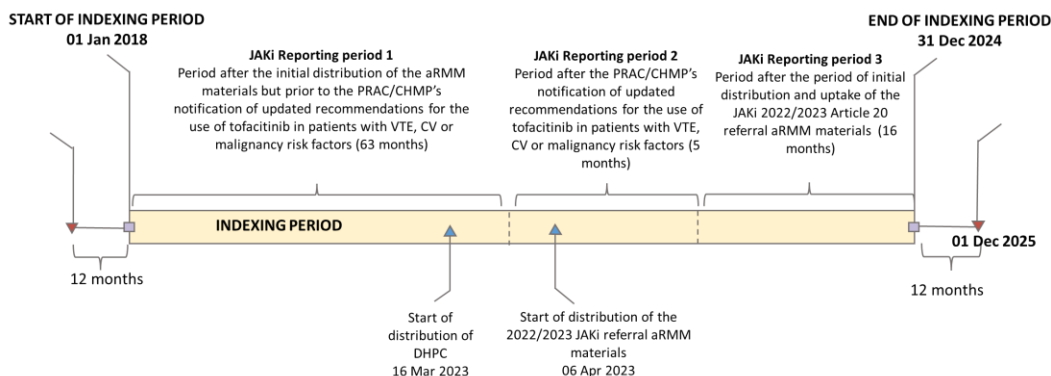 START OF INDEXING PERIOD
01 Jan 2018
END OF INDEXING PERIOD
31 Dec 2024
JAKi Reporting period 1
Period after the initial distribution of the aRMM
materials but prior to the PRAC/CHMP's
notification of updated recommendations for the
use of tofacitinib in patients with VTE, CV or
malignancy risk factors (63 months)
JAKi Reporting period 2
Period after the PRAC/CHMP's
notification of updated
recommendations for the use of
tofacitinib in patients with VTE,
CV or malignancy risk factors (5
months)
JAKi Reporting period 3
Period after the period of initial
distribution and uptake of the
JAKi 2022/2023 Article 20
referral aRMM materials (16
months)
INDEXING PERIOD
01 Dec 2025
12 months
12 months
Start of
distribution of
DHPC
16 Mar 2023
Start of distribution of the
2022/2023 JAKi referral aRMM
materials
06 Apr 2023